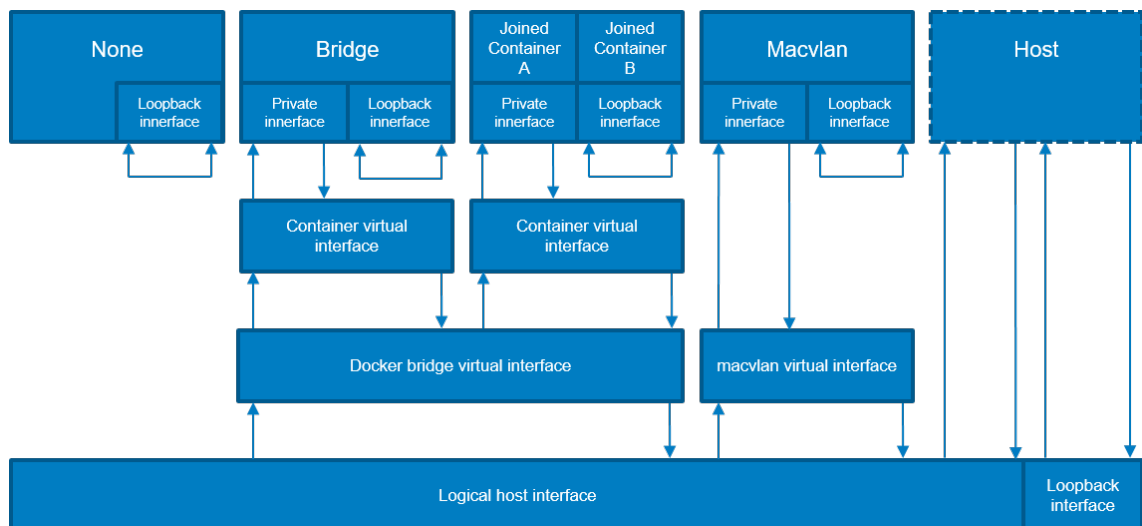 None
Bridge
Joined
Container
A
Joined
Container
B
Macvlan
Host
Loopback
innerface
Private
innerface
Loopback
innerface
Private
innerface
Loopback
innerface
Private
innerface
Loopback
innerface
Container virtual
interface
Container virtual
interface
Docker bridge virtual interface
macvlan virtual interface
Logical host interface
Loopback
interface